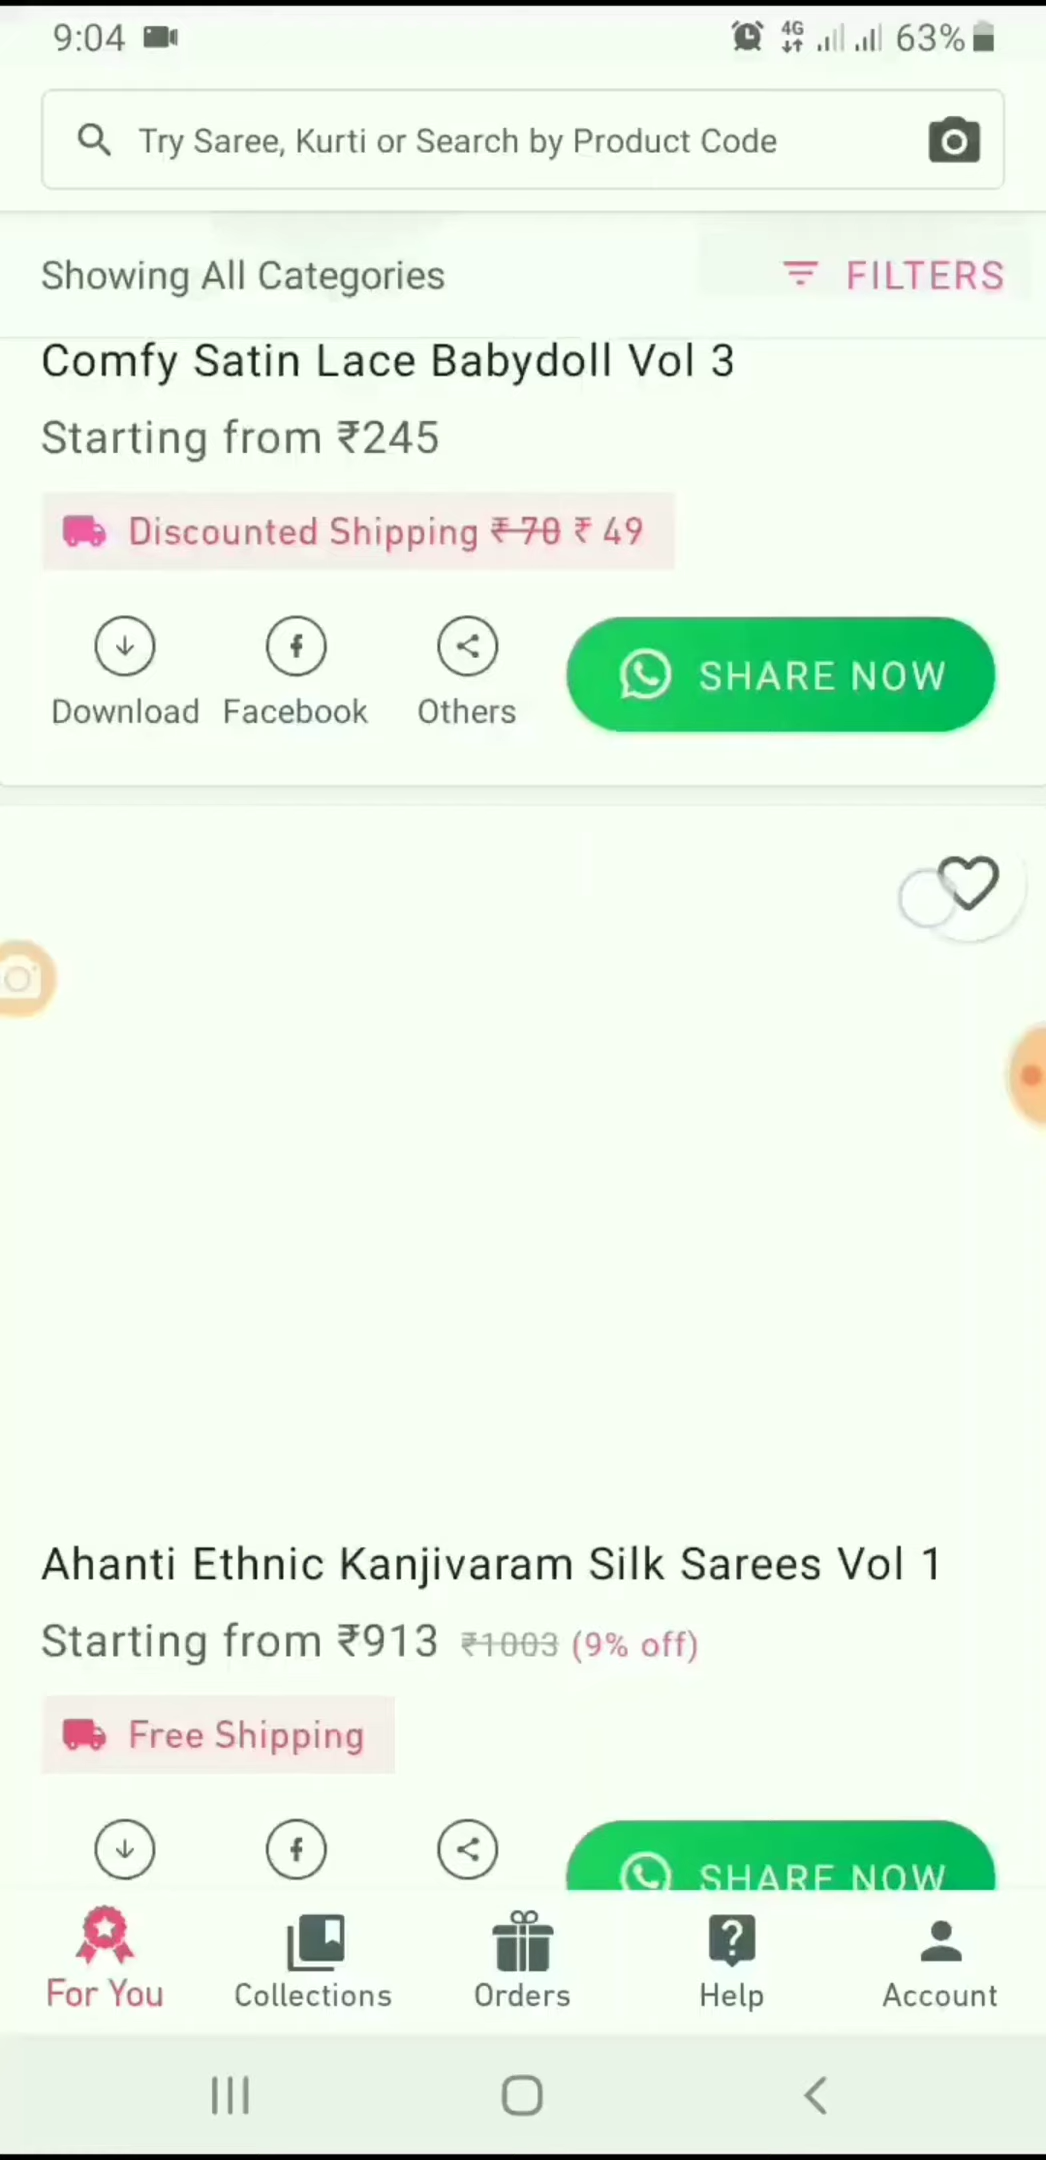 9:04 4G 63%
Try Saree, Kurti or Search by Product Code
Showing All Categories FILTERS
Comfy Satin Lace Babydoll Vol 3
Starting from ₹245
Discounted Shipping ₹ 70 ₹ 49
Download Facebook Others SHARE NOW
Ahanti Ethnic Kanjivaram Silk Sarees Vol 1
Starting from ₹913 ₹1003 (9% off)
Free Shipping
SHARE NOW
For You Collections Orders Help Account